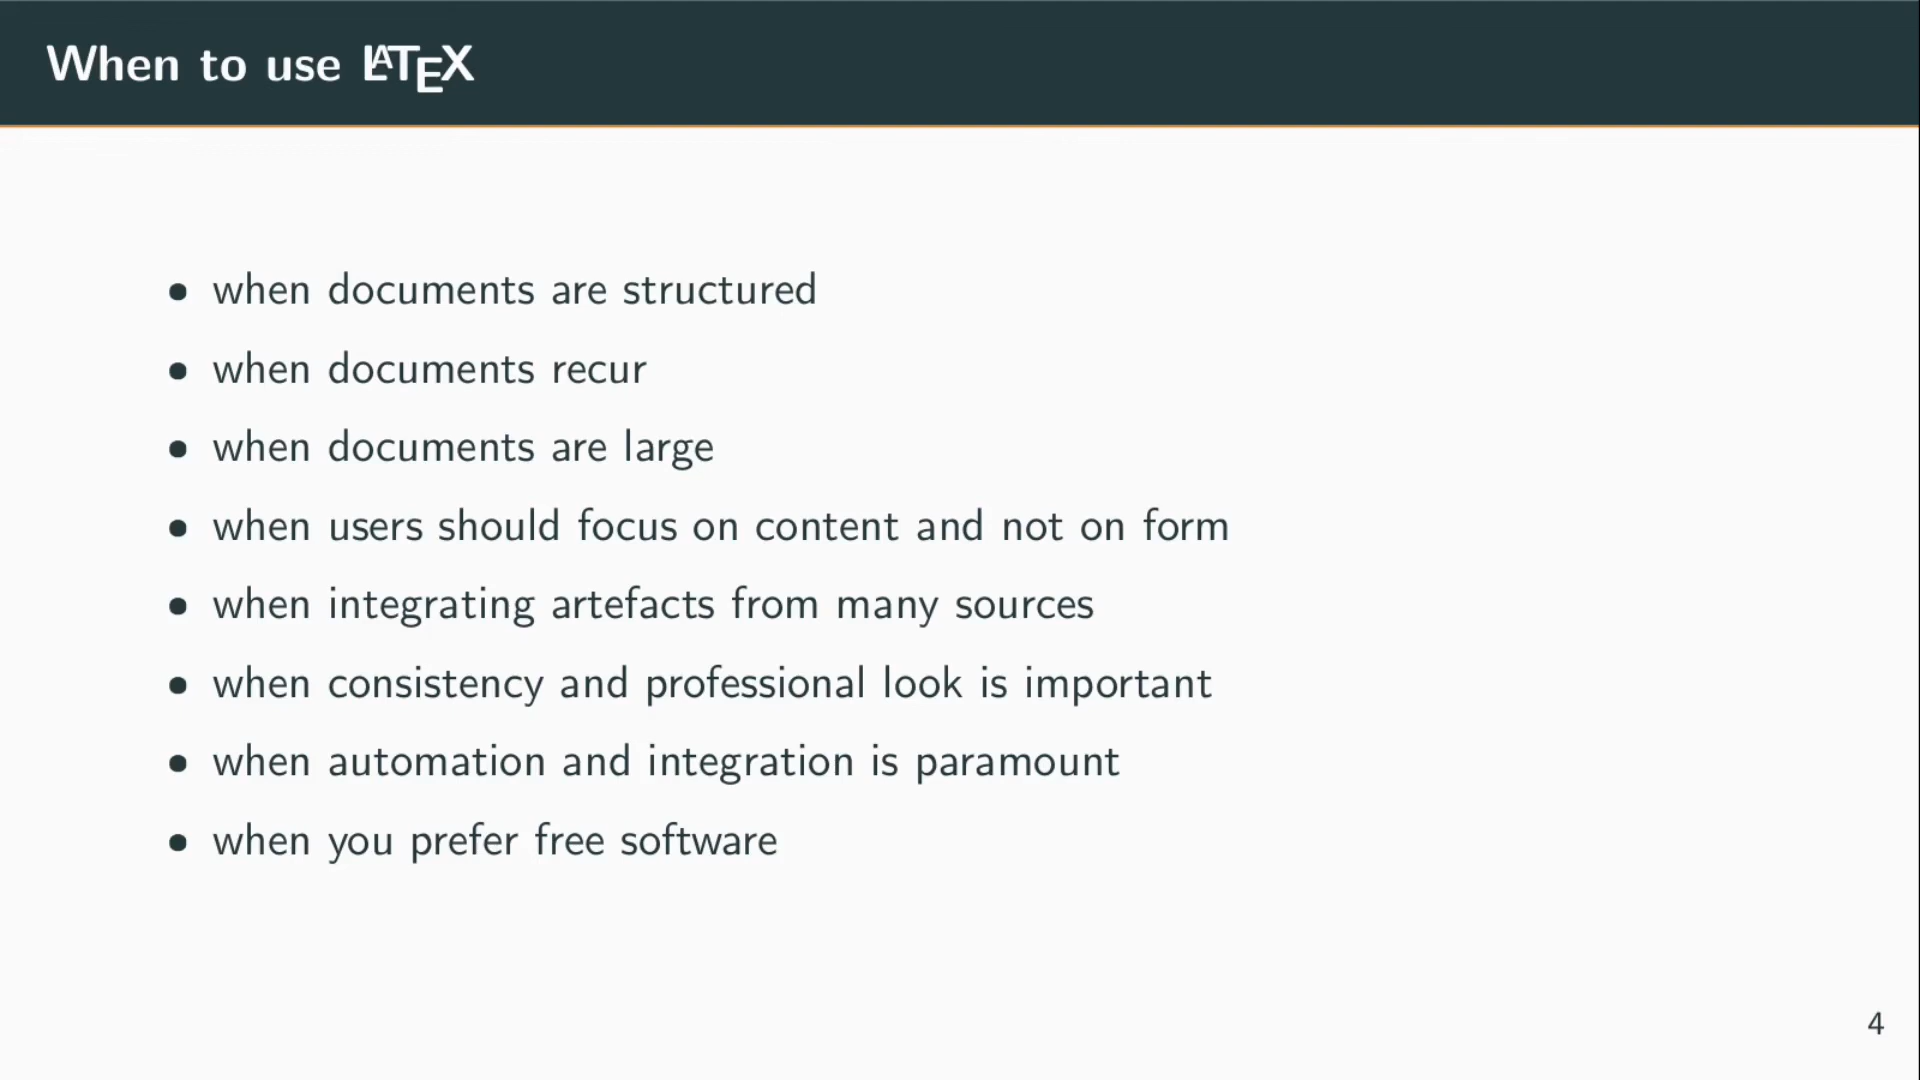 When to use LATEX
• when documents are structured
• when documents recur
• when documents are large
• when users should focus on content and not on form
• when integrating artefacts from many sources
• when consistency and professional look is important
• when automation and integration is paramount
• when you prefer free software
4